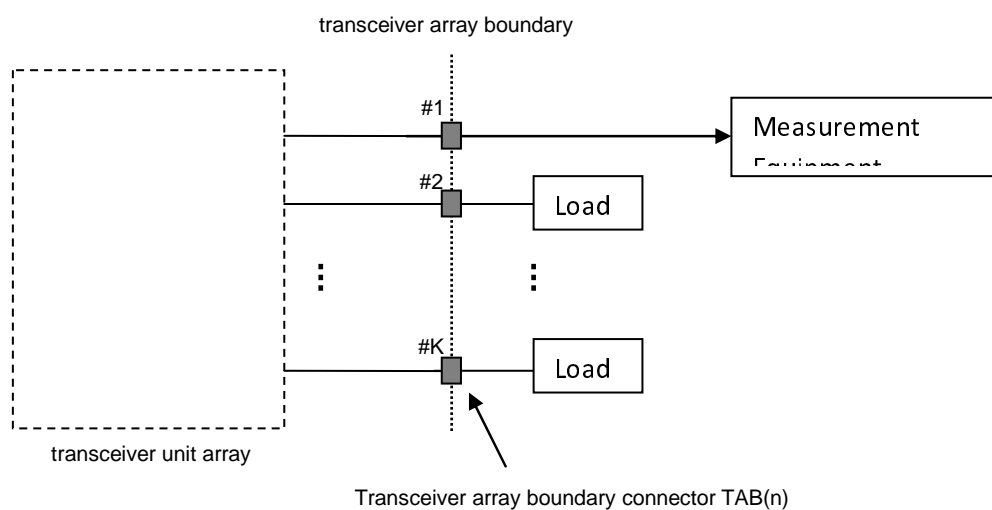 transceiver array boundary
#1
Measurement
#2
Load
#K
Load
transceiver unit array
Transceiver array boundary connector TAB(n)